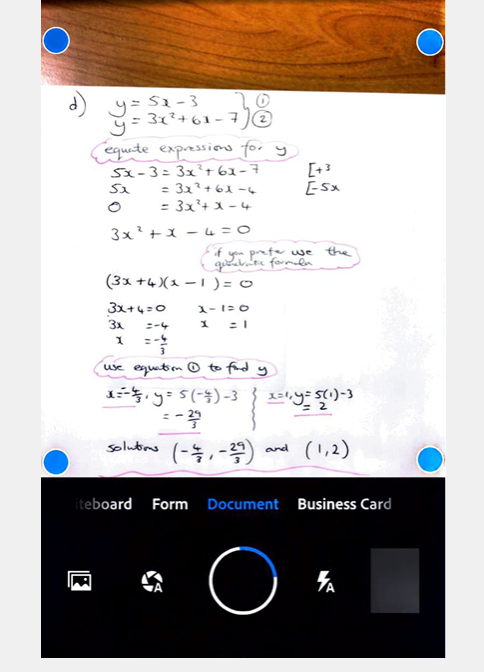 d) y = 5x - 3 } ①
y = 3x² + 6x - 7 } ②
equate expressions for y
5x - 3 = 3x² + 6x - 7 [+3
5x = 3x² + 6x - 4 [-5x
0 = 3x² + x - 4
3x² + x - 4 = 0
if you prefer use the
quadratic formula
(3x + 4)(x - 1) = 0
3x + 4 = 0 x - 1 = 0
3x = -4 x = 1
x = -4/3
use equation ① to find y
x = -4/3, y = 5(-4/3) - 3 x = 1, y = 5(1) - 3
= -29/3 = 2
solutions (-4/3, -29/3) and (1, 2)
iteboard Form Document Business Card
A A